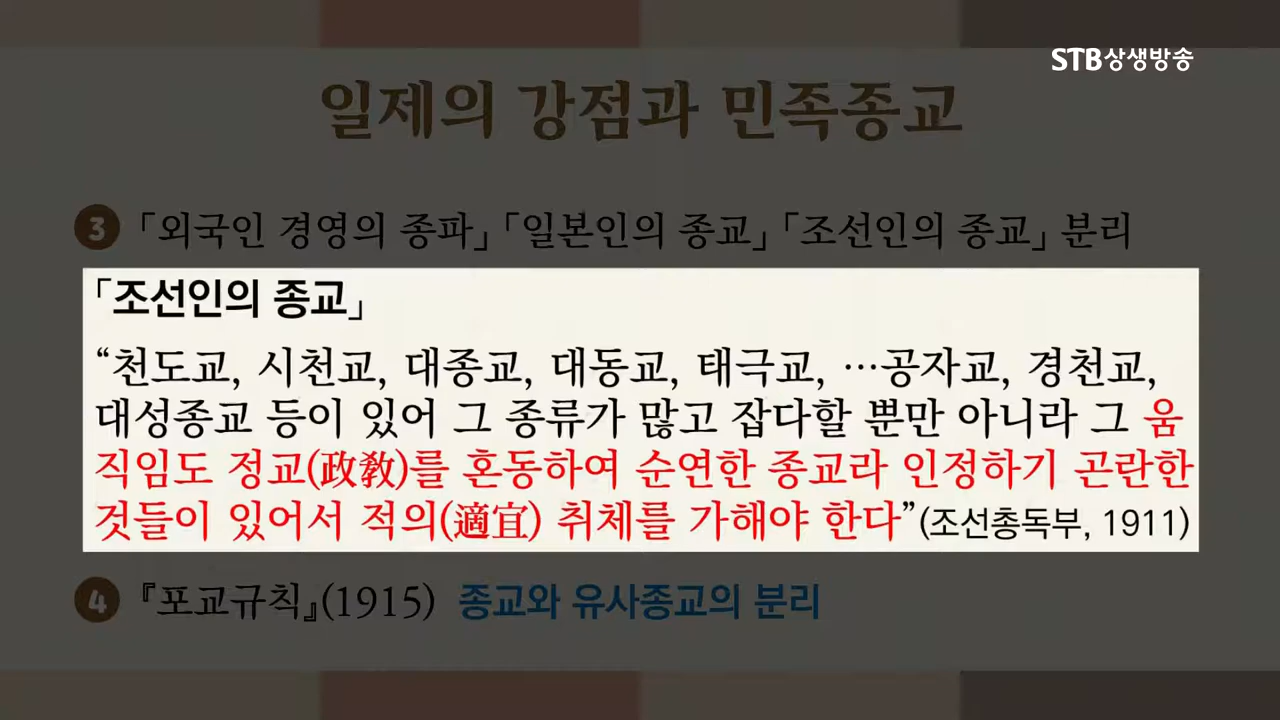 STB상생방송
일제의 강점과 민족종교
3 「외국인 경영의 종파」「일본인의 종교」「조선인의 종교」 분리
「조선인의 종교」
“천도교, 시천교, 대종교, 대동교, 태극교, …공자교, 경천교,
대성종교 등이 있어 그 종류가 많고 잡다할 뿐만 아니라 그 움
직임도 정교(政敎)를 혼동하여 순연한 종교라 인정하기 곤란한
것들이 있어서 적의(適宜) 취체를 가해야 한다”(조선총독부, 1911)
4 『포교규칙』(1915) 종교와 유사종교의 분리